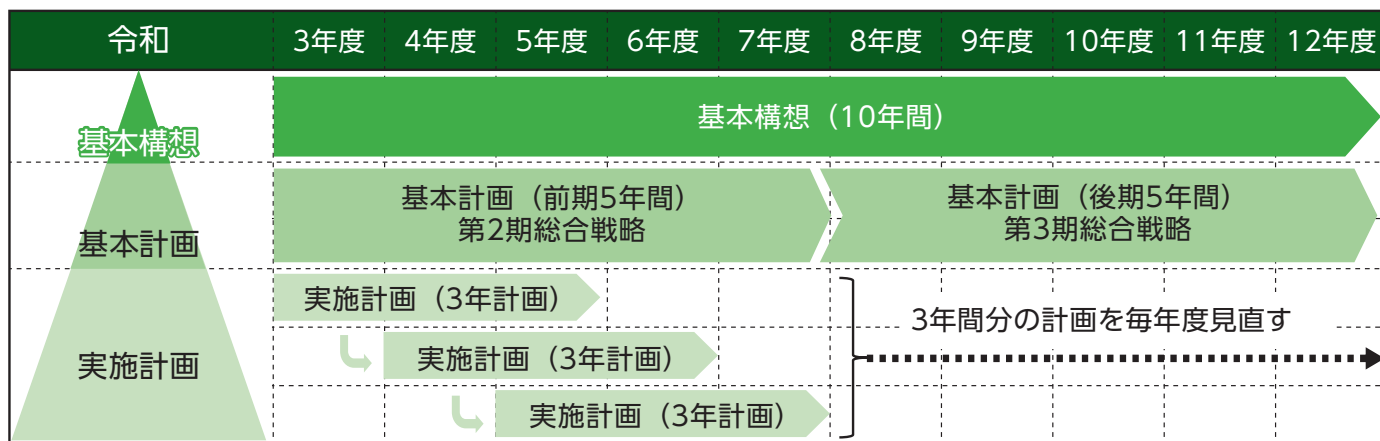 令和 3年度 4年度 5年度 6年度 7年度 8年度 9年度 10年度 11年度 12年度
基本構想
基本構想（10年間）
基本計画
基本計画（前期5年間）
第2期総合戦略
基本計画（後期5年間）
第3期総合戦略
実施計画
実施計画（3年計画）
実施計画（3年計画）
実施計画（3年計画）
3年間分の計画を毎年度見直す